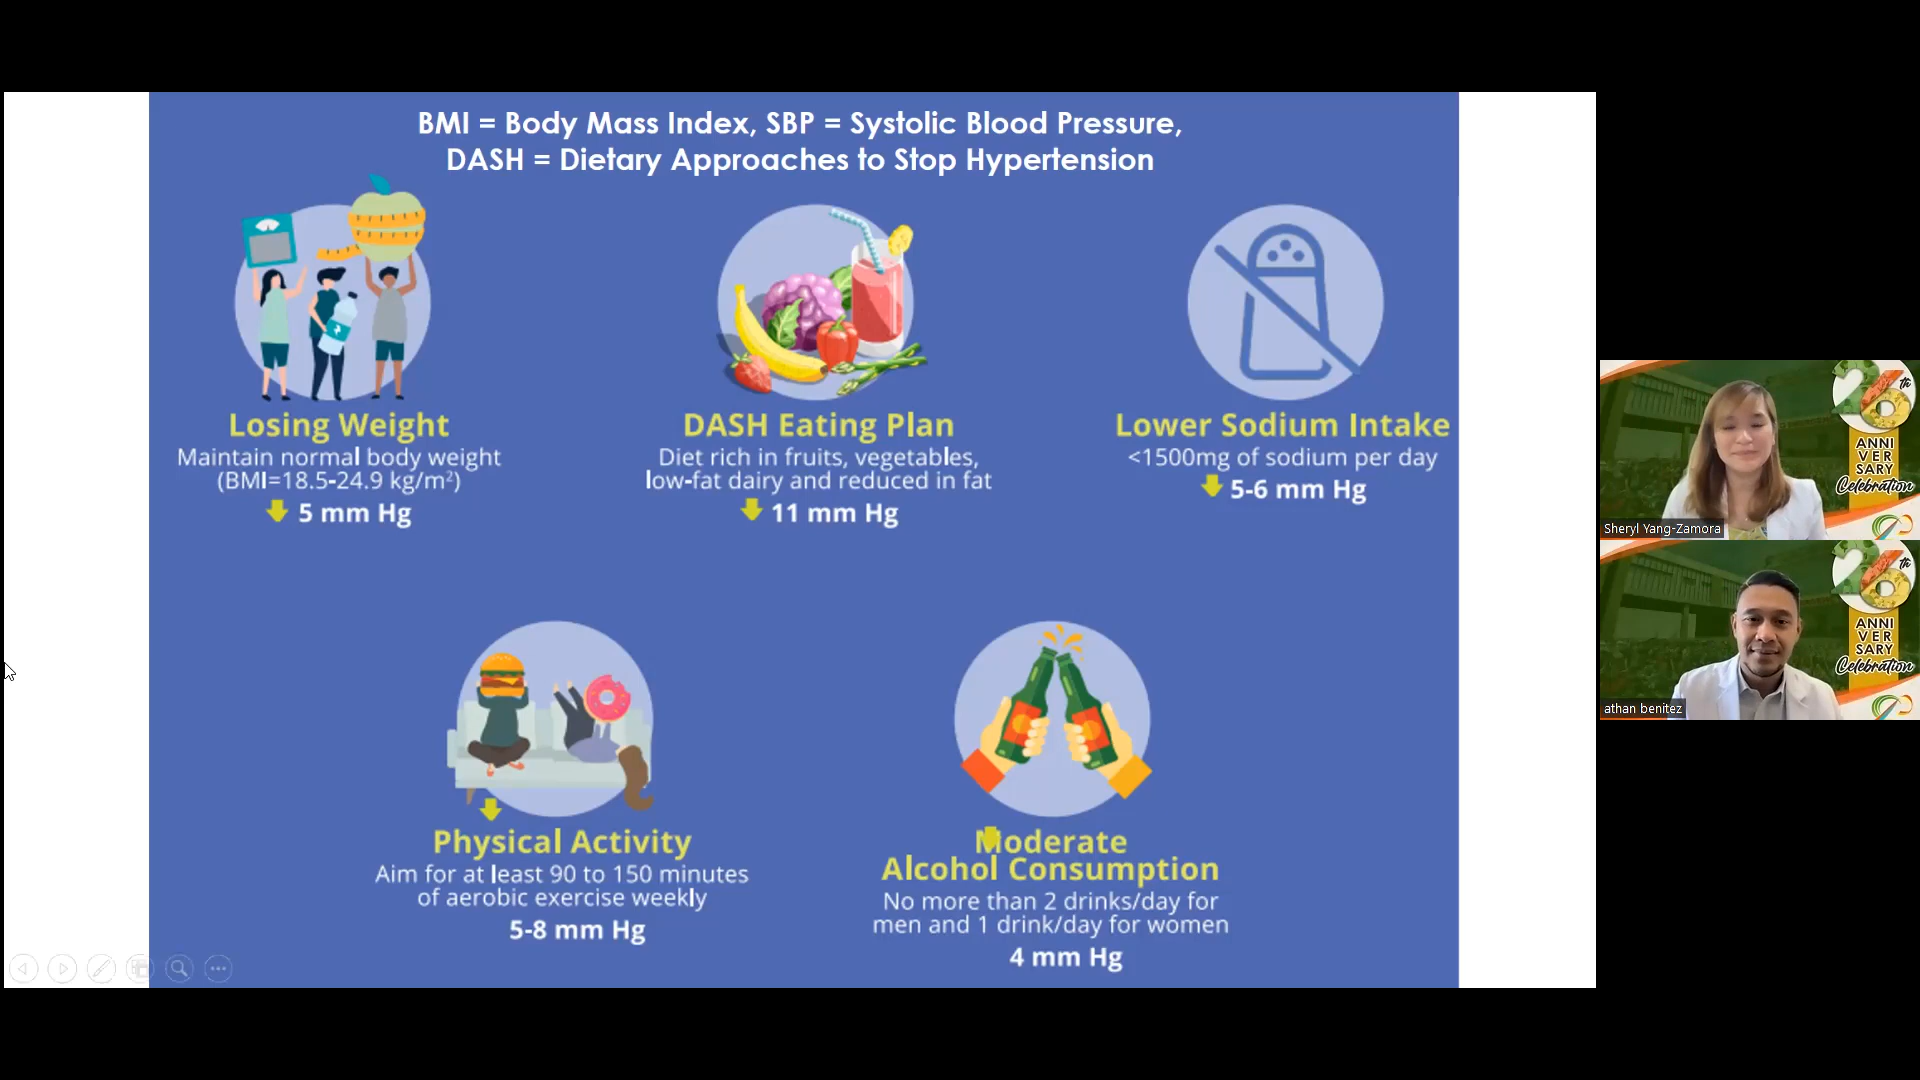 BMI = Body Mass Index, SBP = Systolic Blood Pressure,
DASH = Dietary Approaches to Stop Hypertension
Losing Weight
Maintain normal body weight
(BMI=18.5-24.9 kg/m²)
5 mm Hg
DASH Eating Plan
Diet rich in fruits, vegetables,
low-fat dairy and reduced in fat
11 mm Hg
Lower Sodium Intake
<1500mg of sodium per day
5-6 mm Hg
Physical Activity
Aim for at least 90 to 150 minutes
of aerobic exercise weekly
5-8 mm Hg
Moderate
Alcohol Consumption
No more than 2 drinks/day for
men and 1 drink/day for women
4 mm Hg
26th
ANNI
VER
SARY
Celebration
Sheryl Yang-Zamora
26th
ANNI
VER
SARY
Celebration
athan benitez